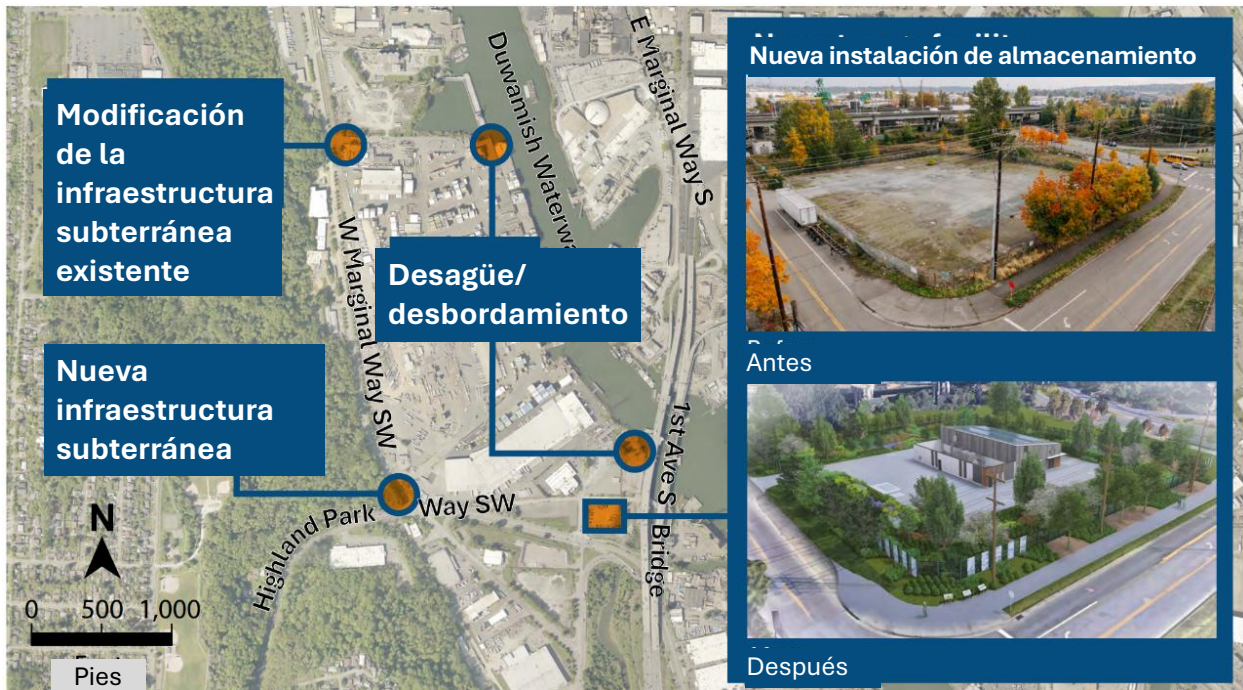 Modificación
de la
infraestructura
subterránea
existente
Nueva
infraestructura
subterránea
Desagüe/
desbordamiento
W Marginal Way SW
Duwamish Waterwa
E Marginal Way S
1st Ave S Bridge
Highland Park Way SW
N
0 500 1,000
Pies
Nueva instalación de almacenamiento
Antes
Después